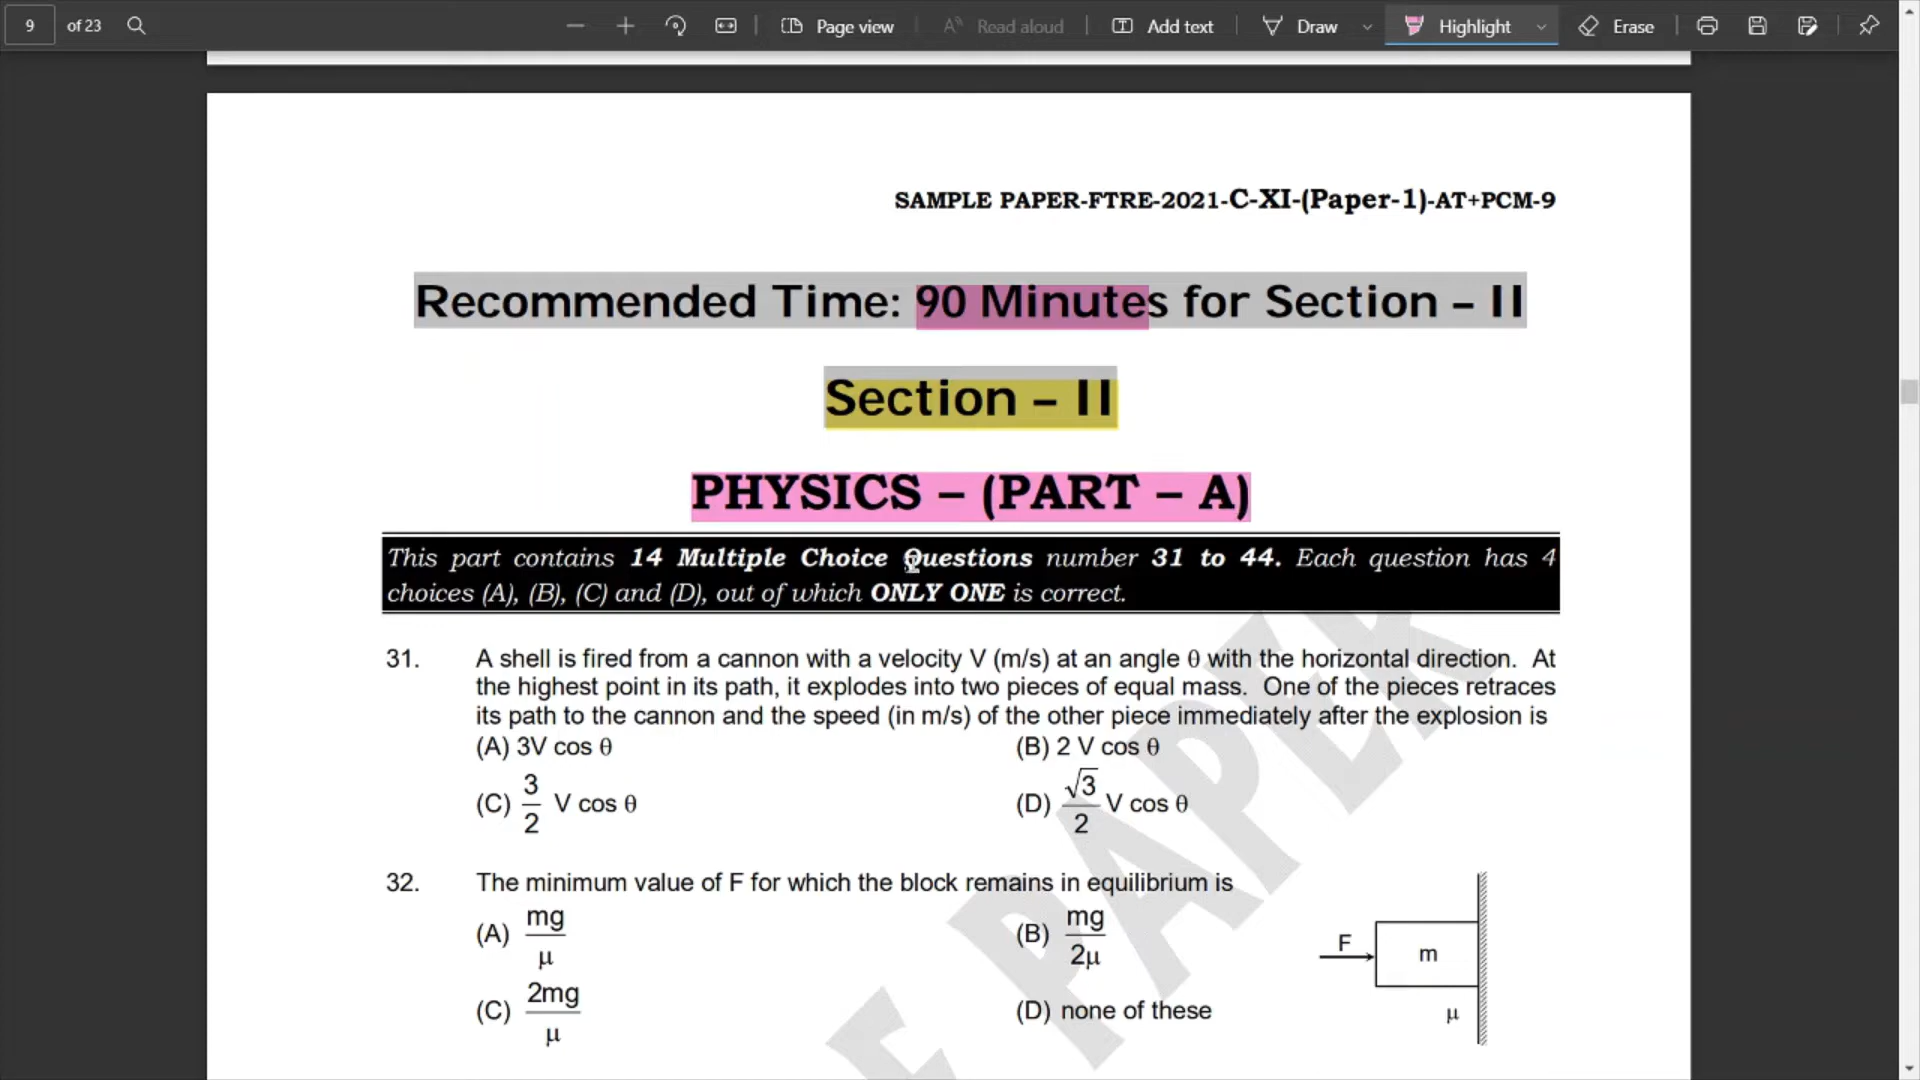 9 of 23 Page view Read aloud Add text Draw Highlight Erase
SAMPLE PAPER-FTRE-2021-C-XI-(Paper-1)-AT+PCM-9
Recommended Time: 90 Minutes for Section – II
Section – II
PHYSICS – (PART – A)
This part contains 14 Multiple Choice Questions number 31 to 44. Each question has 4
choices (A), (B), (C) and (D), out of which ONLY ONE is correct.
31. A shell is fired from a cannon with a velocity V (m/s) at an angle θ with the horizontal direction. At
the highest point in its path, it explodes into two pieces of equal mass. One of the pieces retraces
its path to the cannon and the speed (in m/s) of the other piece immediately after the explosion is
(A) 3V cos θ (B) 2 V cos θ
(C) 3/2 V cos θ (D) √3/2 V cos θ
32. The minimum value of F for which the block remains in equilibrium is
(A) mg/μ (B) mg/2μ
F m
(C) 2mg/μ (D) none of these μ
PAPER